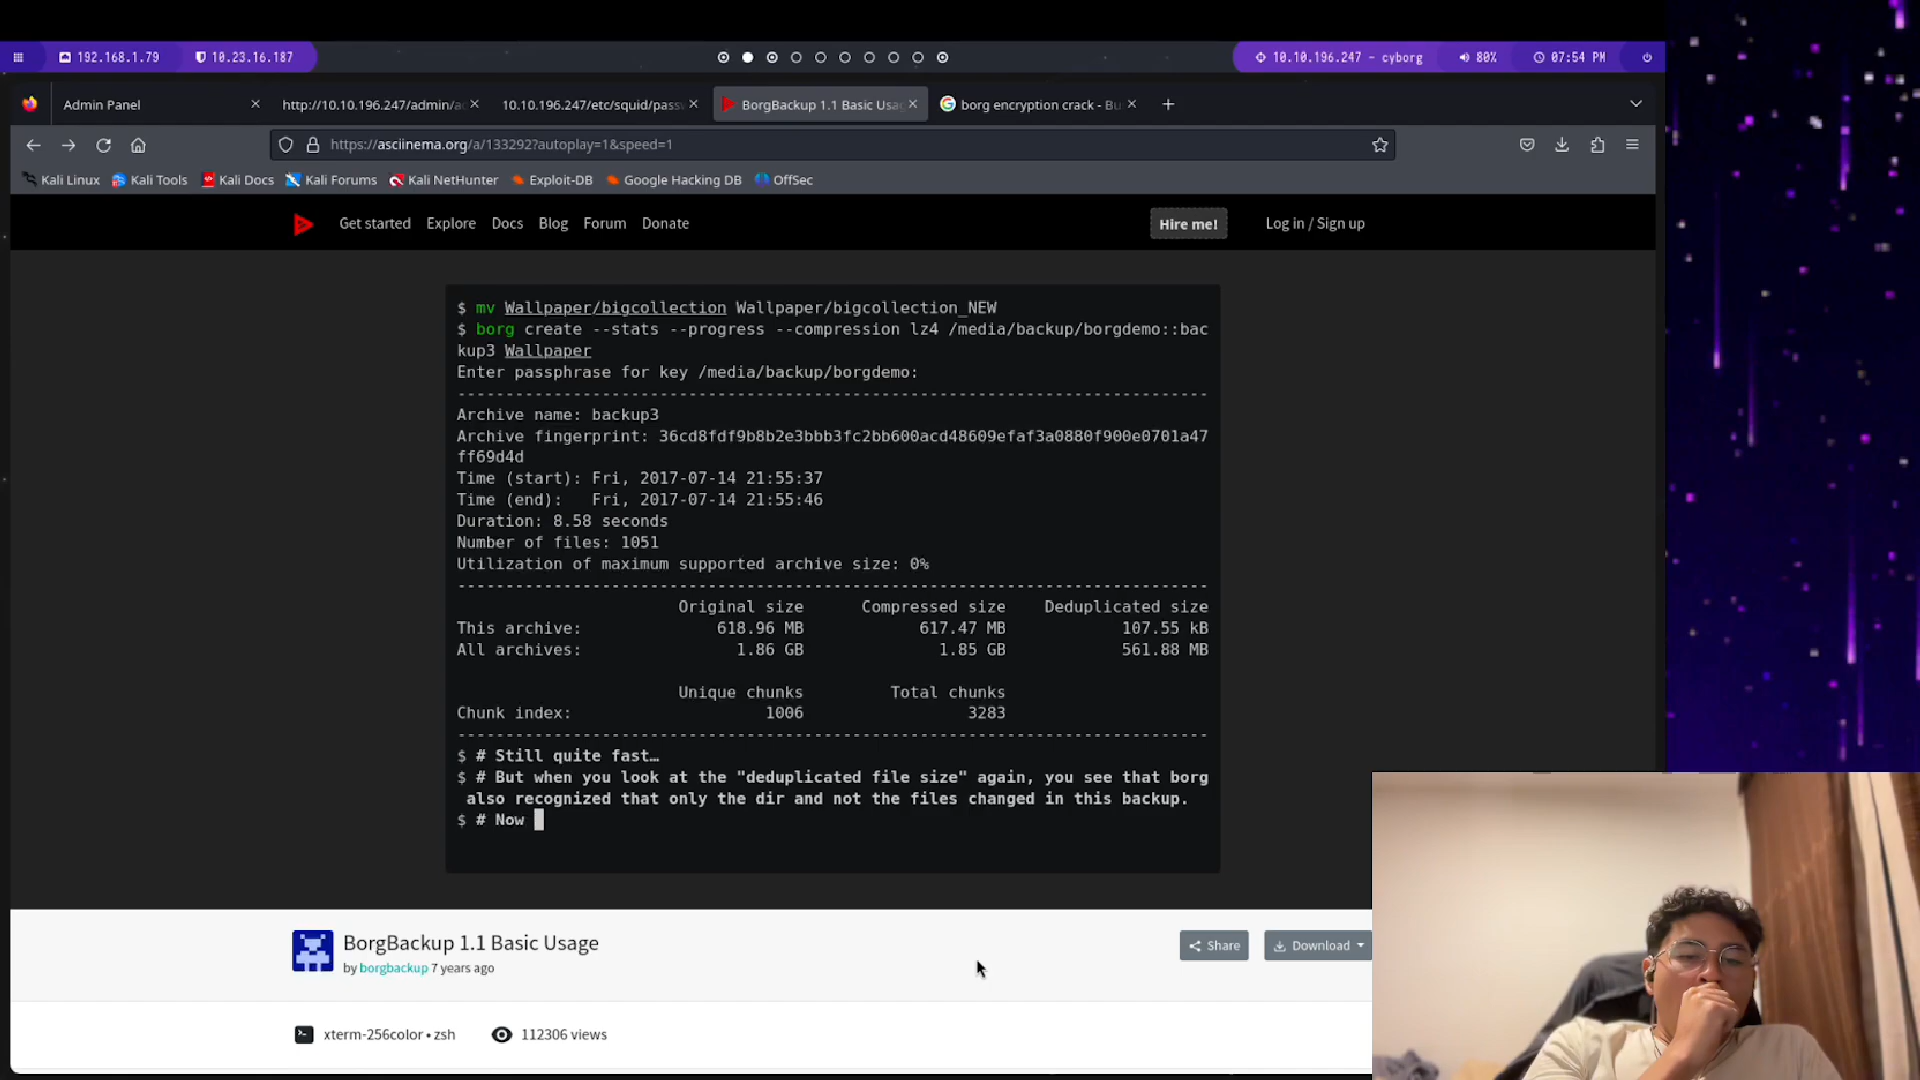 192.168.1.79
10.23.16.187
10.10.196.247 - cyborg
80%
07:54 PM
Admin Panel
http://10.10.196.247/admin/ac
10.10.196.247/etc/squid/pass
BorgBackup 1.1 Basic Usag
borg encryption crack - Bu
https://asciinema.org/a/133292?autoplay=1&speed=1
Kali Linux
Kali Tools
Kali Docs
Kali Forums
Kali NetHunter
Exploit-DB
Google Hacking DB
OffSec
Get started
Explore
Docs
Blog
Forum
Donate
Hire me!
Log in / Sign up
$ mv Wallpaper/bigcollection Wallpaper/bigcollection_NEW
$ borg create --stats --progress --compression lz4 /media/backup/borgdemo::bac
kup3 Wallpaper
Enter passphrase for key /media/backup/borgdemo:
------------------------------------------------------------------------------
Archive name: backup3
Archive fingerprint: 36cd8fdf9b8b2e3bbb3fc2bb600acd48609efaf3a0880f900e0701a47
ff69d4d
Time (start): Fri, 2017-07-14 21:55:37
Time (end):   Fri, 2017-07-14 21:55:46
Duration: 8.58 seconds
Number of files: 1051
Utilization of maximum supported archive size: 0%
------------------------------------------------------------------------------
Original size Compressed size Deduplicated size
This archive: 618.96 MB 617.47 MB 107.55 kB
All archives: 1.86 GB 1.85 GB 561.88 MB
Unique chunks Total chunks
Chunk index: 1006 3283
------------------------------------------------------------------------------
$ # Still quite fast…
$ # But when you look at the "deduplicated file size" again, you see that borg
also recognized that only the dir and not the files changed in this backup.
$ # Now
BorgBackup 1.1 Basic Usage
by borgbackup 7 years ago
Share
Download
xterm-256color • zsh
112306 views